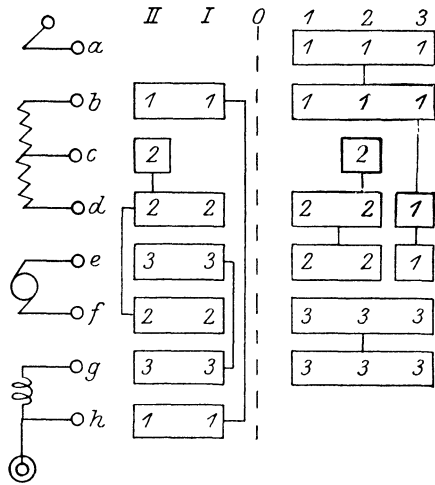 II I 0 1 2 3
a 1 1 1
b 1 1 1 1 1
c 2 2
d 2 2 2 2 1
e 3 3 2 2 1
f 2 2 3 3 3
g 3 3 3 3 3
h 1 1